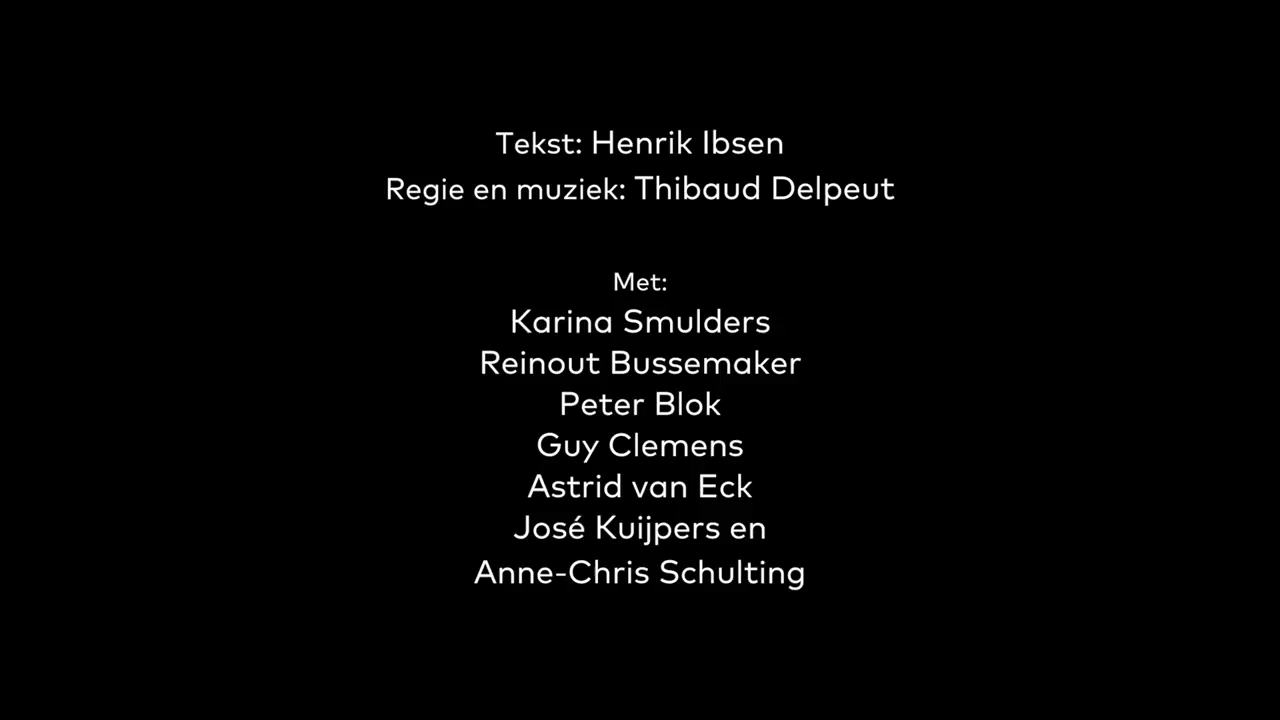 Tekst: Henrik Ibsen
Regie en muziek: Thibaud Delpeut
Met:
Karina Smulders
Reinout Bussemaker
Peter Blok
Guy Clemens
Astrid van Eck
José Kuijpers en
Anne-Chris Schulting